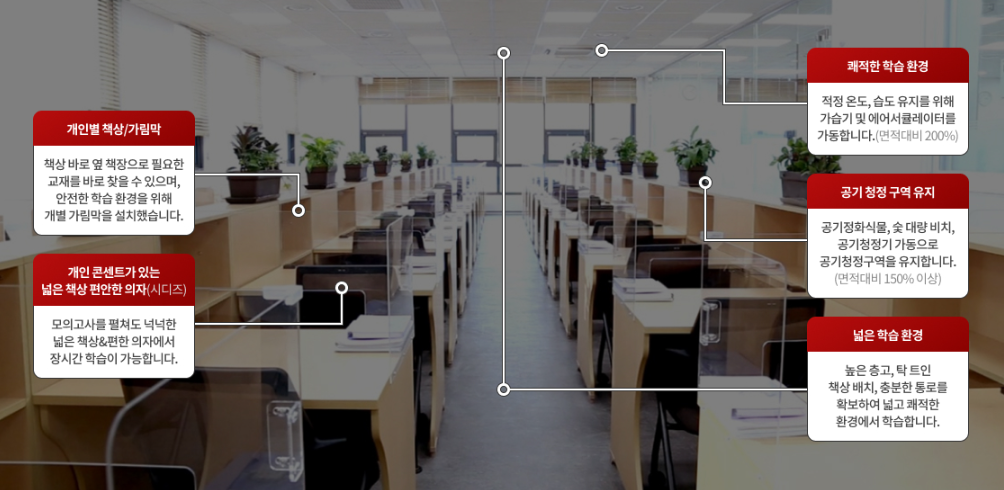 개인별 책상/가림막
책상 바로 옆 책장으로 필요한
교재를 바로 찾을 수 있으며,
안전한 학습 환경을 위해
개별 가림막을 설치했습니다.
개인 콘센트가 있는
넓은 책상 편안한 의자(시디즈)
모의고사를 펼쳐도 넉넉한
넓은 책상&편한 의자에서
장시간 학습이 가능합니다.
쾌적한 학습 환경
적정 온도, 습도 유지를 위해
가습기 및 에어서큘레이터를
가동합니다.(면적대비 200%)
공기 청정 구역 유지
공기정화식물, 숯 대량 비치,
공기청정기 가동으로
공기청정구역을 유지합니다.
(면적대비 150% 이상)
넓은 학습 환경
높은 층고, 탁 트인
책상 배치, 충분한 통로를
확보하여 넓고 쾌적한
환경에서 학습합니다.